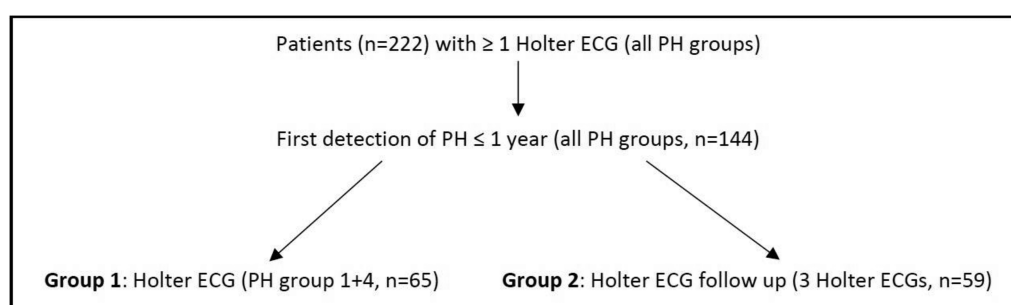 Patients (n=222) with ≥ 1 Holter ECG (all PH groups)
First detection of PH ≤ 1 year (all PH groups, n=144)
Group 1: Holter ECG (PH group 1+4, n=65)
Group 2: Holter ECG follow up (3 Holter ECGs, n=59)